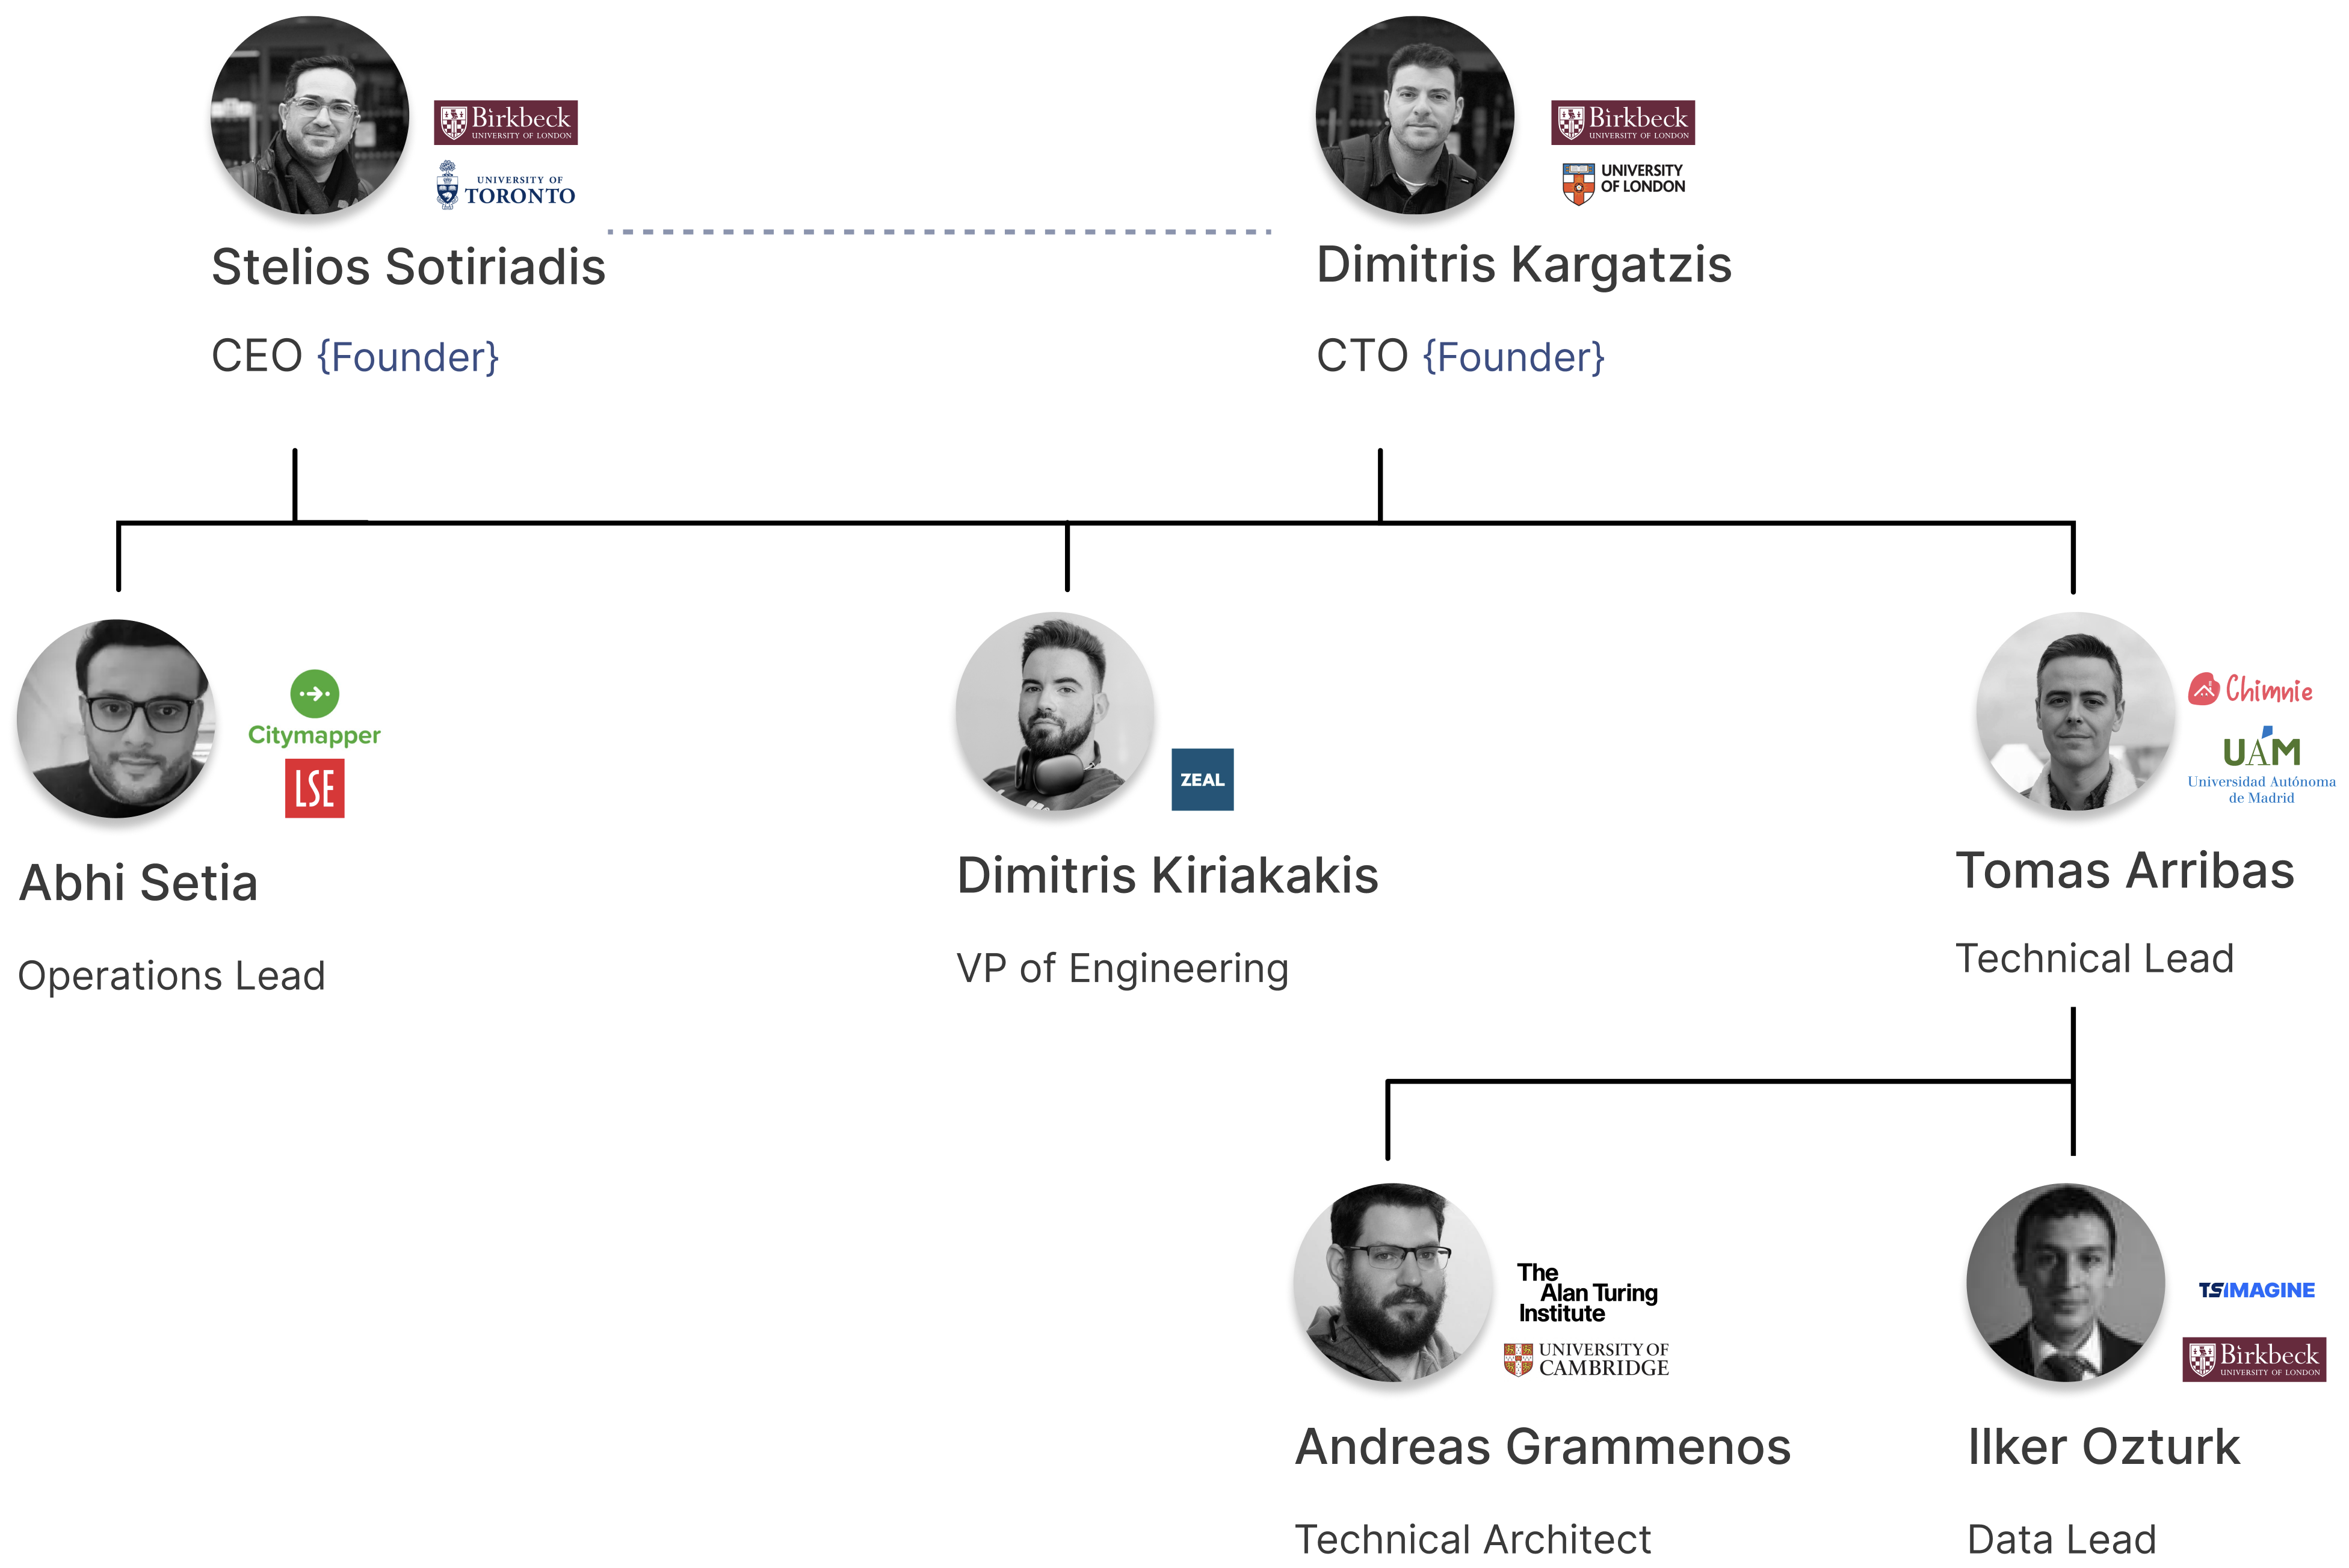 Birkbeck
UNIVERSITY OF LONDON
UNIVERSITY OF
TORONTO
Stelios Sotiriadis
CEO {Founder}
Birkbeck
UNIVERSITY OF LONDON
UNIVERSITY
OF LONDON
Dimitris Kargatzis
CTO {Founder}
Citymapper
LSE
Abhi Setia
Operations Lead
ZEAL
Dimitris Kiriakakis
VP of Engineering
Chimnie
UAM
Universidad Autónoma
de Madrid
Tomas Arribas
Technical Lead
The
Alan Turing
Institute
UNIVERSITY OF
CAMBRIDGE
Andreas Grammenos
Technical Architect
TSIMAGINE
Birkbeck
UNIVERSITY OF LONDON
Ilker Ozturk
Data Lead